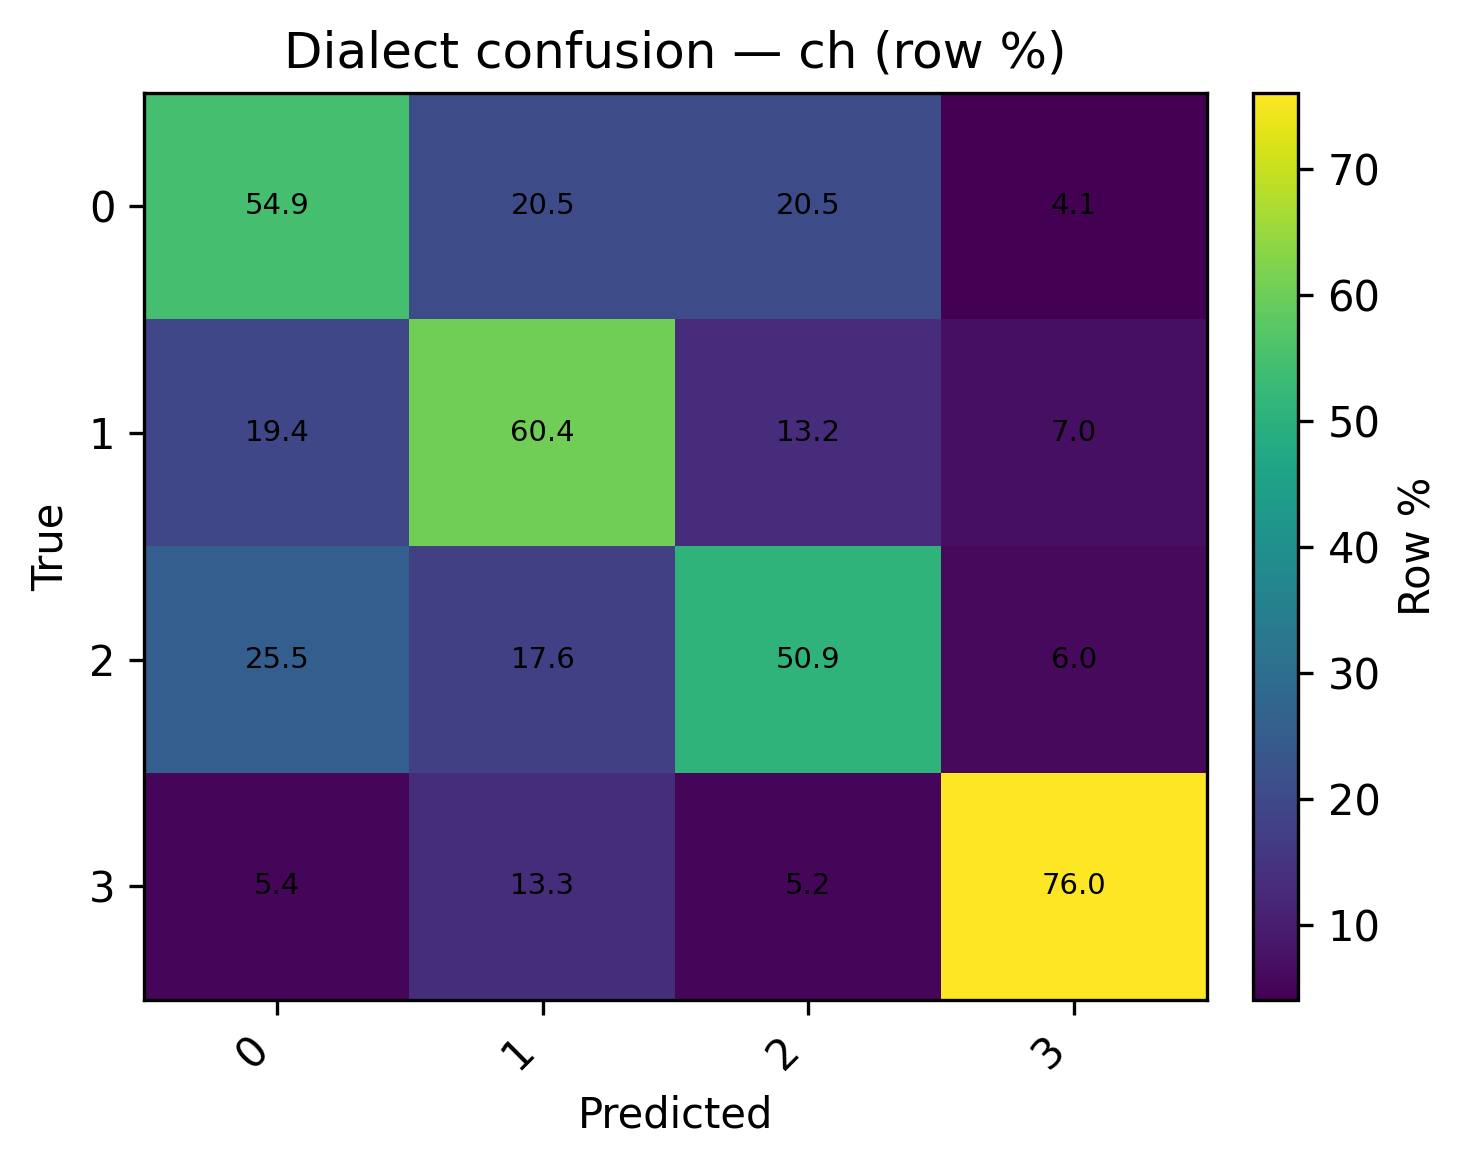 Dialect confusion — ch (row %)
0 54.9 20.5 20.5 4.1
1 19.4 60.4 13.2 7.0
2 25.5 17.6 50.9 6.0
3 5.4 13.3 5.2 76.0
0 1 2 3
Predicted
True
70
60
50
40
30
20
10
Row %